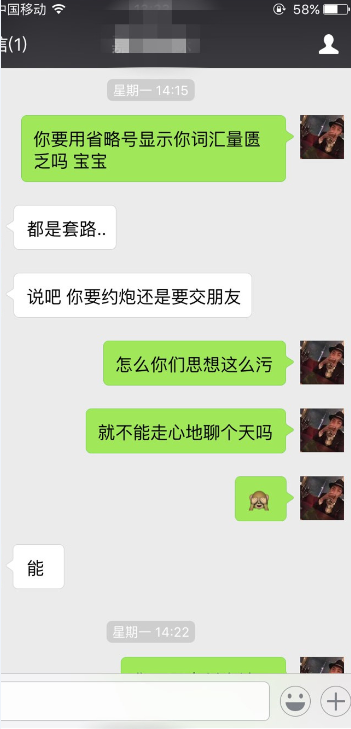 中国移动 58%
信(1)
星期一 14:15
你要用省略号显示你词汇量匮
乏吗 宝宝
都是套路..
说吧 你要约炮还是要交朋友
怎么你们思想这么污
就不能走心地聊个天吗
能
星期一 14:22